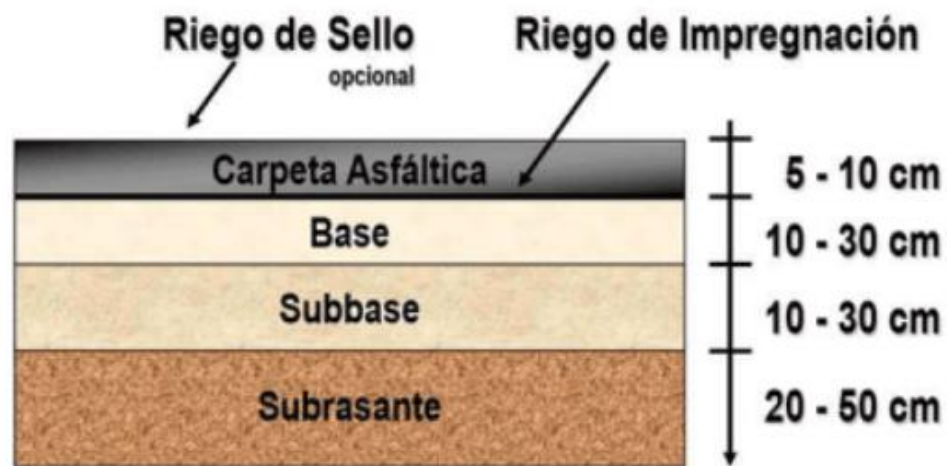 Riego de Sello
opcional
Riego de Impregnación
Carpeta Asfáltica
5 - 10 cm
Base
10 - 30 cm
Subbase
10 - 30 cm
Subrasante
20 - 50 cm